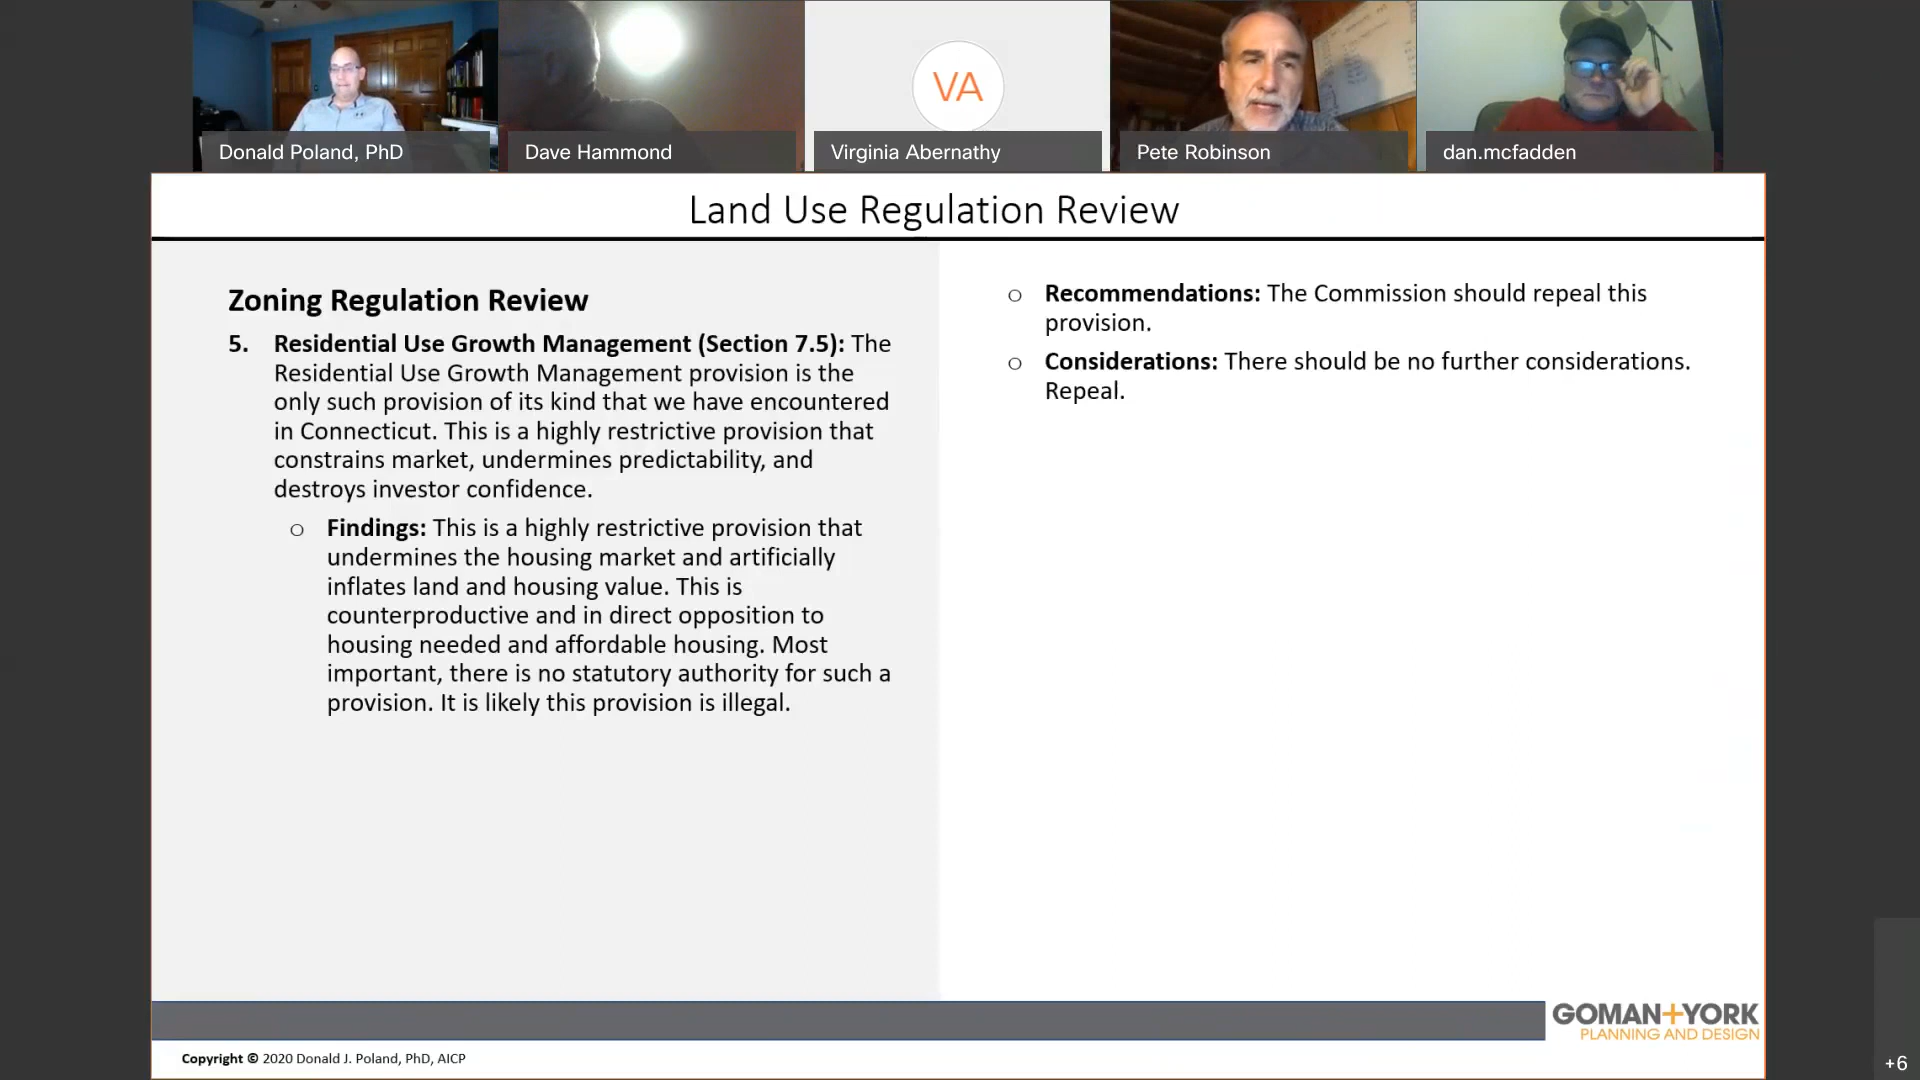 VA
Donald Poland, PhD
Dave Hammond
Virginia Abernathy
Pete Robinson
dan.mcfadden
Land Use Regulation Review
Zoning Regulation Review
5. Residential Use Growth Management (Section 7.5): The
Residential Use Growth Management provision is the
only such provision of its kind that we have encountered
in Connecticut. This is a highly restrictive provision that
constrains market, undermines predictability, and
destroys investor confidence.
○ Findings: This is a highly restrictive provision that
undermines the housing market and artificially
inflates land and housing value. This is
counterproductive and in direct opposition to
housing needed and affordable housing. Most
important, there is no statutory authority for such a
provision. It is likely this provision is illegal.
○ Recommendations: The Commission should repeal this
provision.
○ Considerations: There should be no further considerations.
Repeal.
GOMAN+YORK
PLANNING AND DESIGN
Copyright © 2020 Donald J. Poland, PhD, AICP
+6